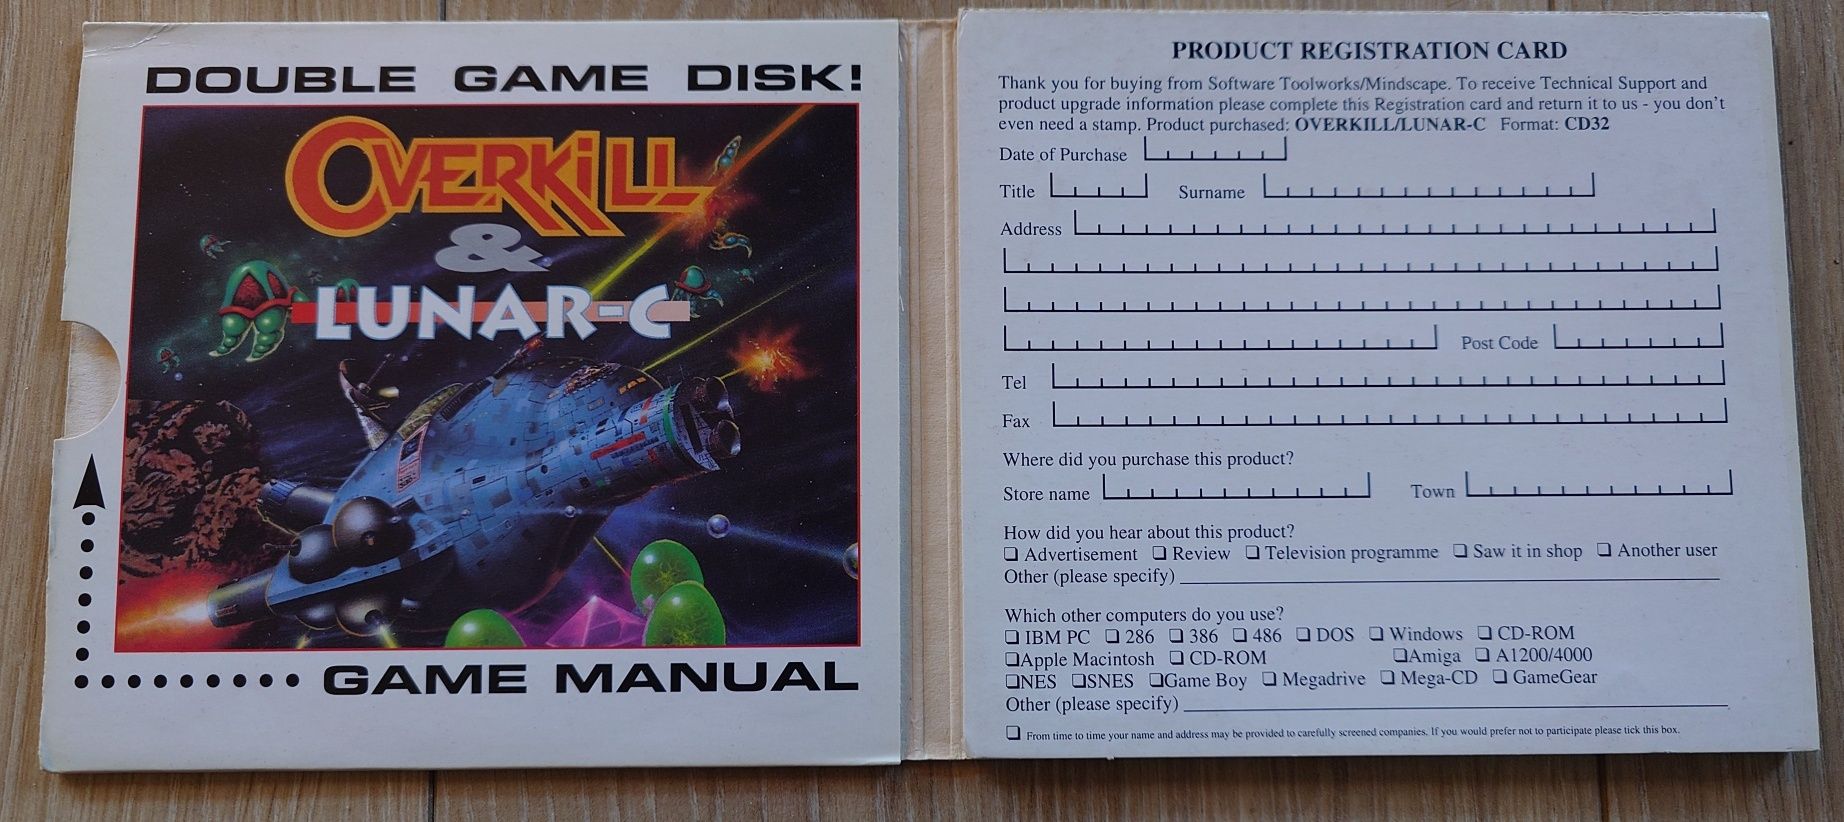 DOUBLE GAME DISK!
OVERKILL
&
LUNAR-C
GAME MANUAL
PRODUCT REGISTRATION CARD
Thank you for buying from Software Toolworks/Mindscape. To receive Technical Support and
product upgrade information please complete this Registration card and return it to us - you don't
even need a stamp. Product purchased: OVERKILL/LUNAR-C Format: CD32
Date of Purchase
Title Surname
Address
Post Code
Tel
Fax
Where did you purchase this product?
Store name Town
How did you hear about this product?
❏ Advertisement ❏ Review ❏ Television programme ❏ Saw it in shop ❏ Another user
Other (please specify)
Which other computers do you use?
❏ IBM PC ❏ 286 ❏ 386 ❏ 486 ❏ DOS ❏ Windows ❏ CD-ROM
❏Apple Macintosh ❏ CD-ROM ❏Amiga ❏ A1200/4000
❏NES ❏SNES ❏Game Boy ❏ Megadrive ❏ Mega-CD ❏ GameGear
Other (please specify)
❏ From time to time your name and address may be provided to carefully screened companies. If you would prefer not to participate please tick this box.